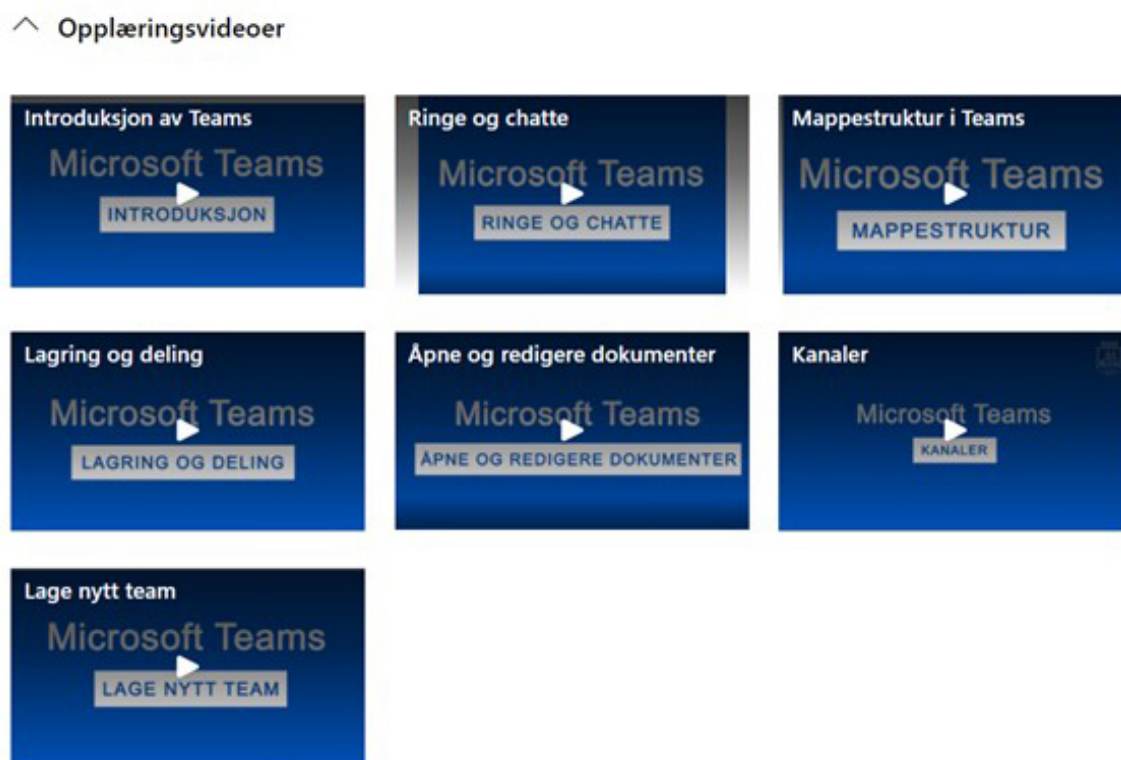 Opplæringsvideoer
Introduksjon av Teams
Microsoft Teams
INTRODUKSJON
Ringe og chatte
Microsoft Teams
RINGE OG CHATTE
Mappestruktur i Teams
Microsoft Teams
MAPPESTRUKTUR
Lagring og deling
Microsoft Teams
LAGRING OG DELING
Åpne og redigere dokumenter
Microsoft Teams
ÅPNE OG REDIGERE DOKUMENTER
Kanaler
Microsoft Teams
KANALER
Lage nytt team
Microsoft Teams
LAGE NYTT TEAM